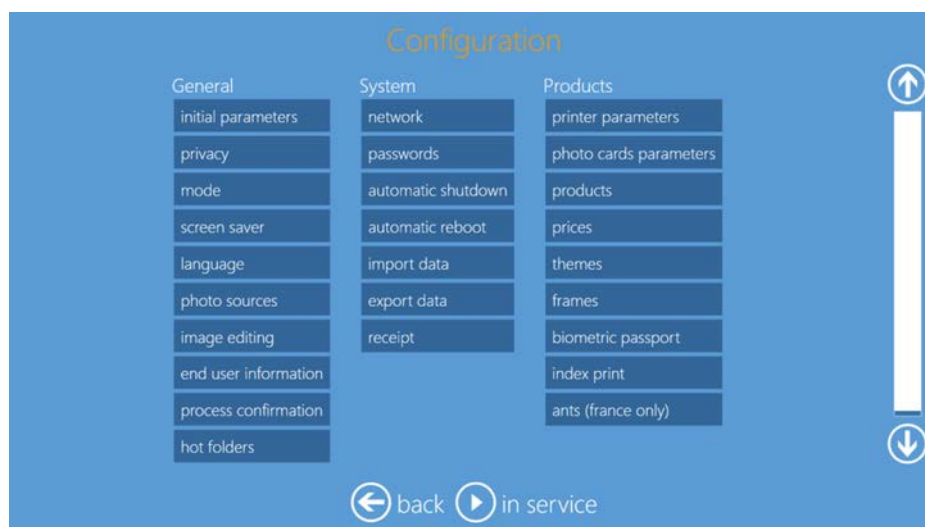 Configuration
General
initial parameters
privacy
mode
screen saver
language
photo sources
image editing
end user information
process confirmation
hot folders
System
network
passwords
automatic shutdown
automatic reboot
import data
export data
receipt
Products
printer parameters
photo cards parameters
products
prices
themes
frames
biometric passport
index print
ants (france only)
back in service